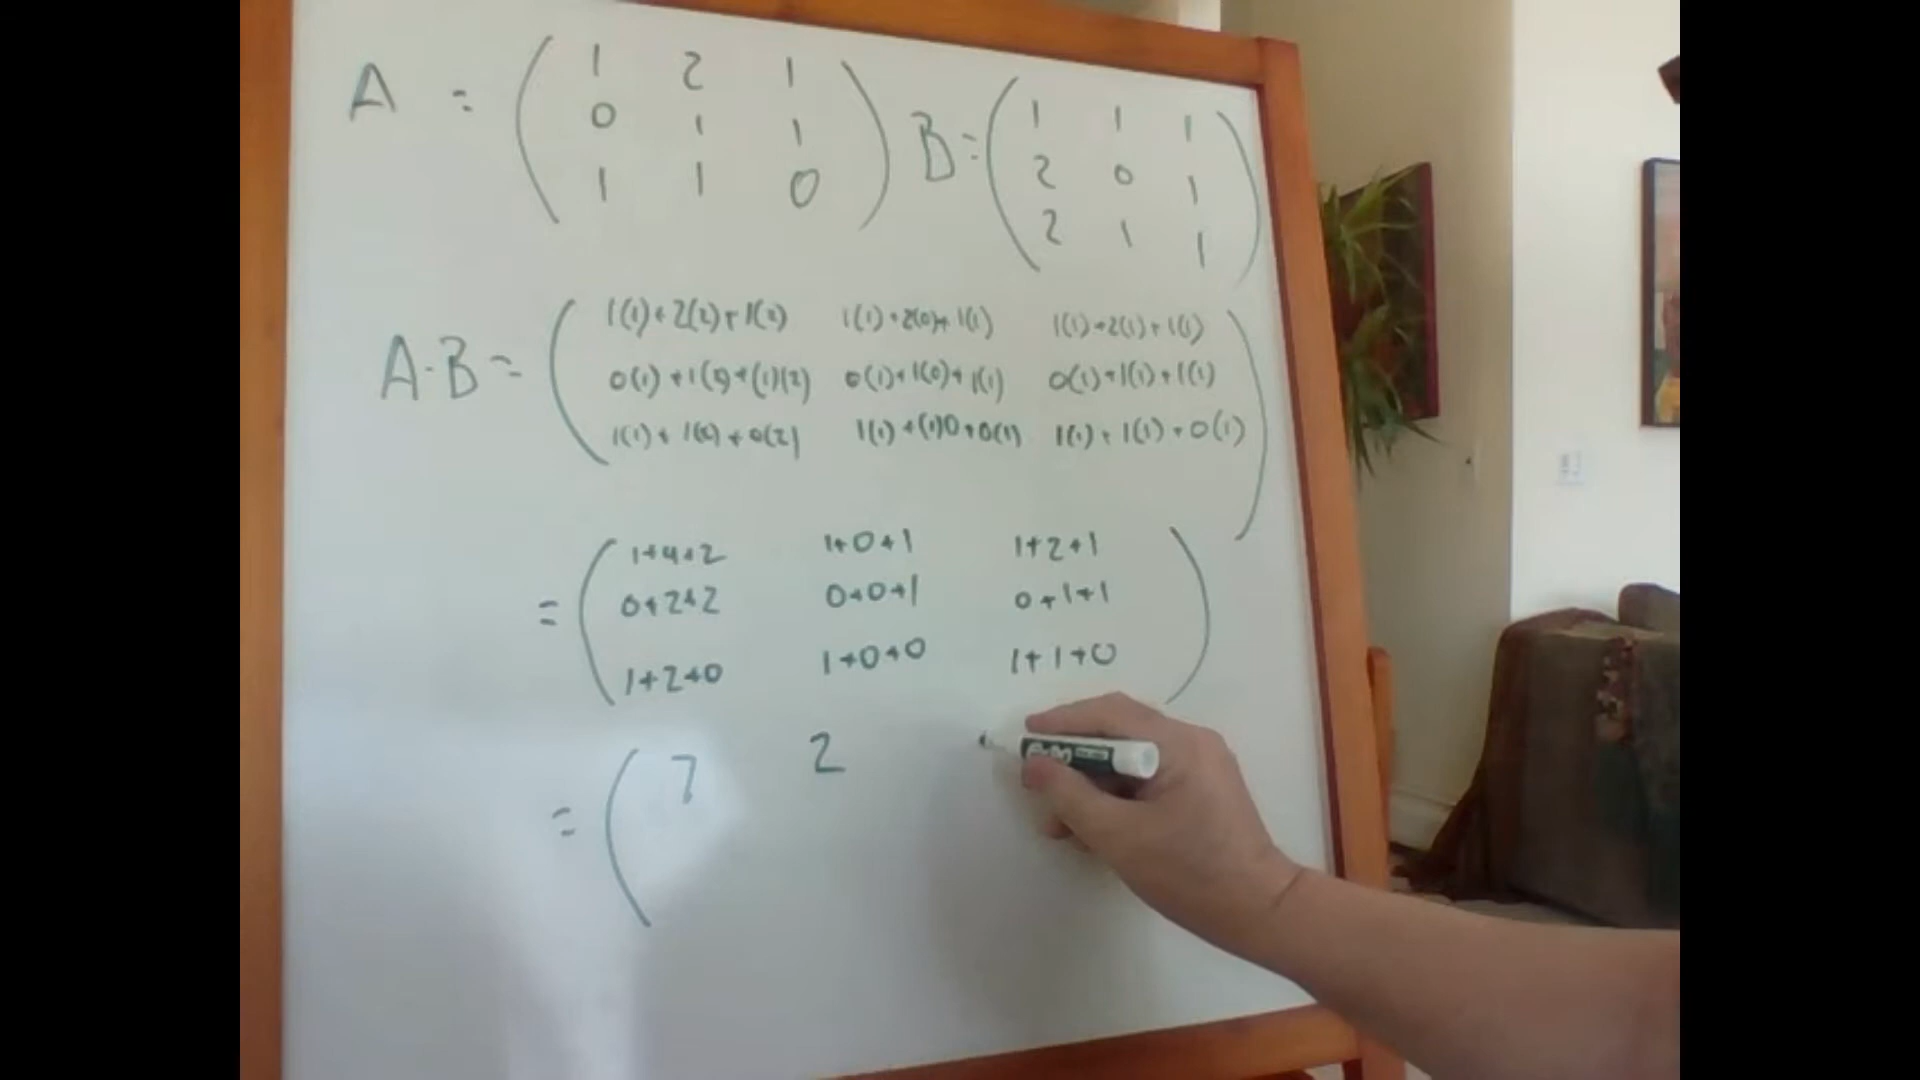 A = ( 1 2 1 ) B = ( 1 1 1 )
0 1 1 2 0 1
1 1 0 2 1 1
A·B = ( 1(1)+2(2)+1(2) 1(1)+2(0)+1(1) 1(1)+2(1)+1(1) )
0(1)+1(2)+(1)(2) 0(1)+1(0)+1(1) 0(1)+1(1)+1(1)
1(1)+1(2)+0(2) 1(1)+(1)0+0(1) 1(1)+1(1)+0(1)
= ( 1+4+2 1+0+1 1+2+1 )
0+2+2 0+0+1 0+1+1
1+2+0 1+0+0 1+1+0
= ( 7 2